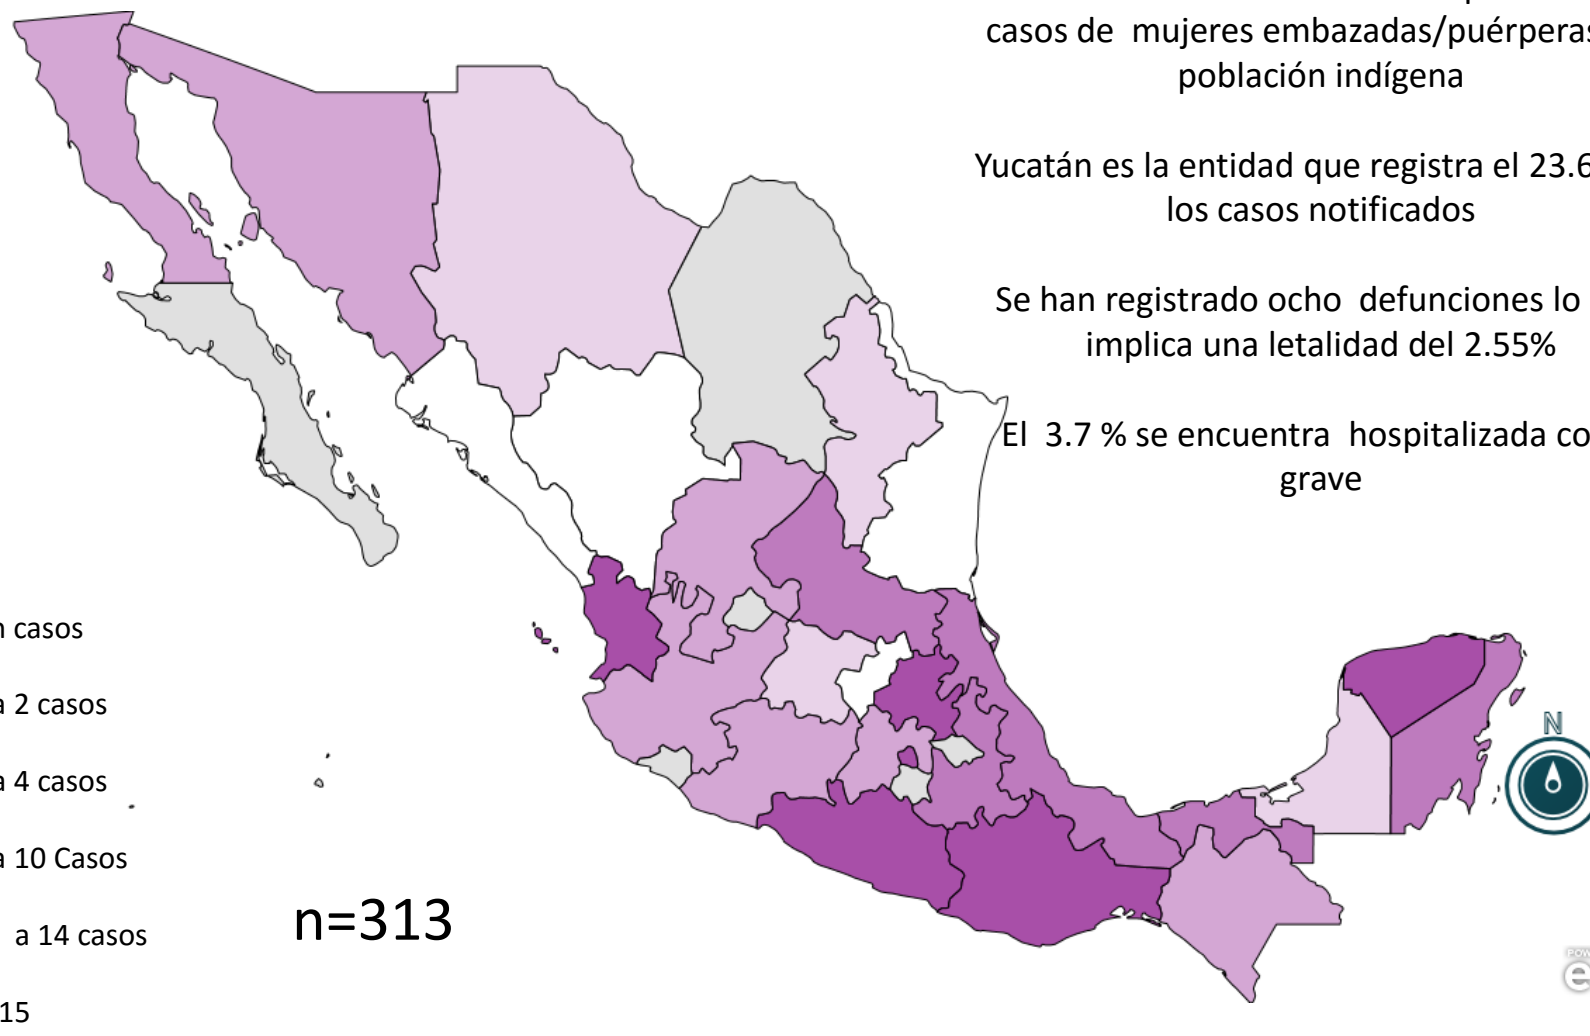 casos de mujeres embazadas/puérperas
población indígena
Yucatán es la entidad que registra el 23.6
los casos notificados
Se han registrado ocho defunciones lo
implica una letalidad del 2.55%
El 3.7 % se encuentra hospitalizada co
grave
casos
a 2 casos
a 4 casos
a 10 Casos
a 14 casos
15
n=313
N